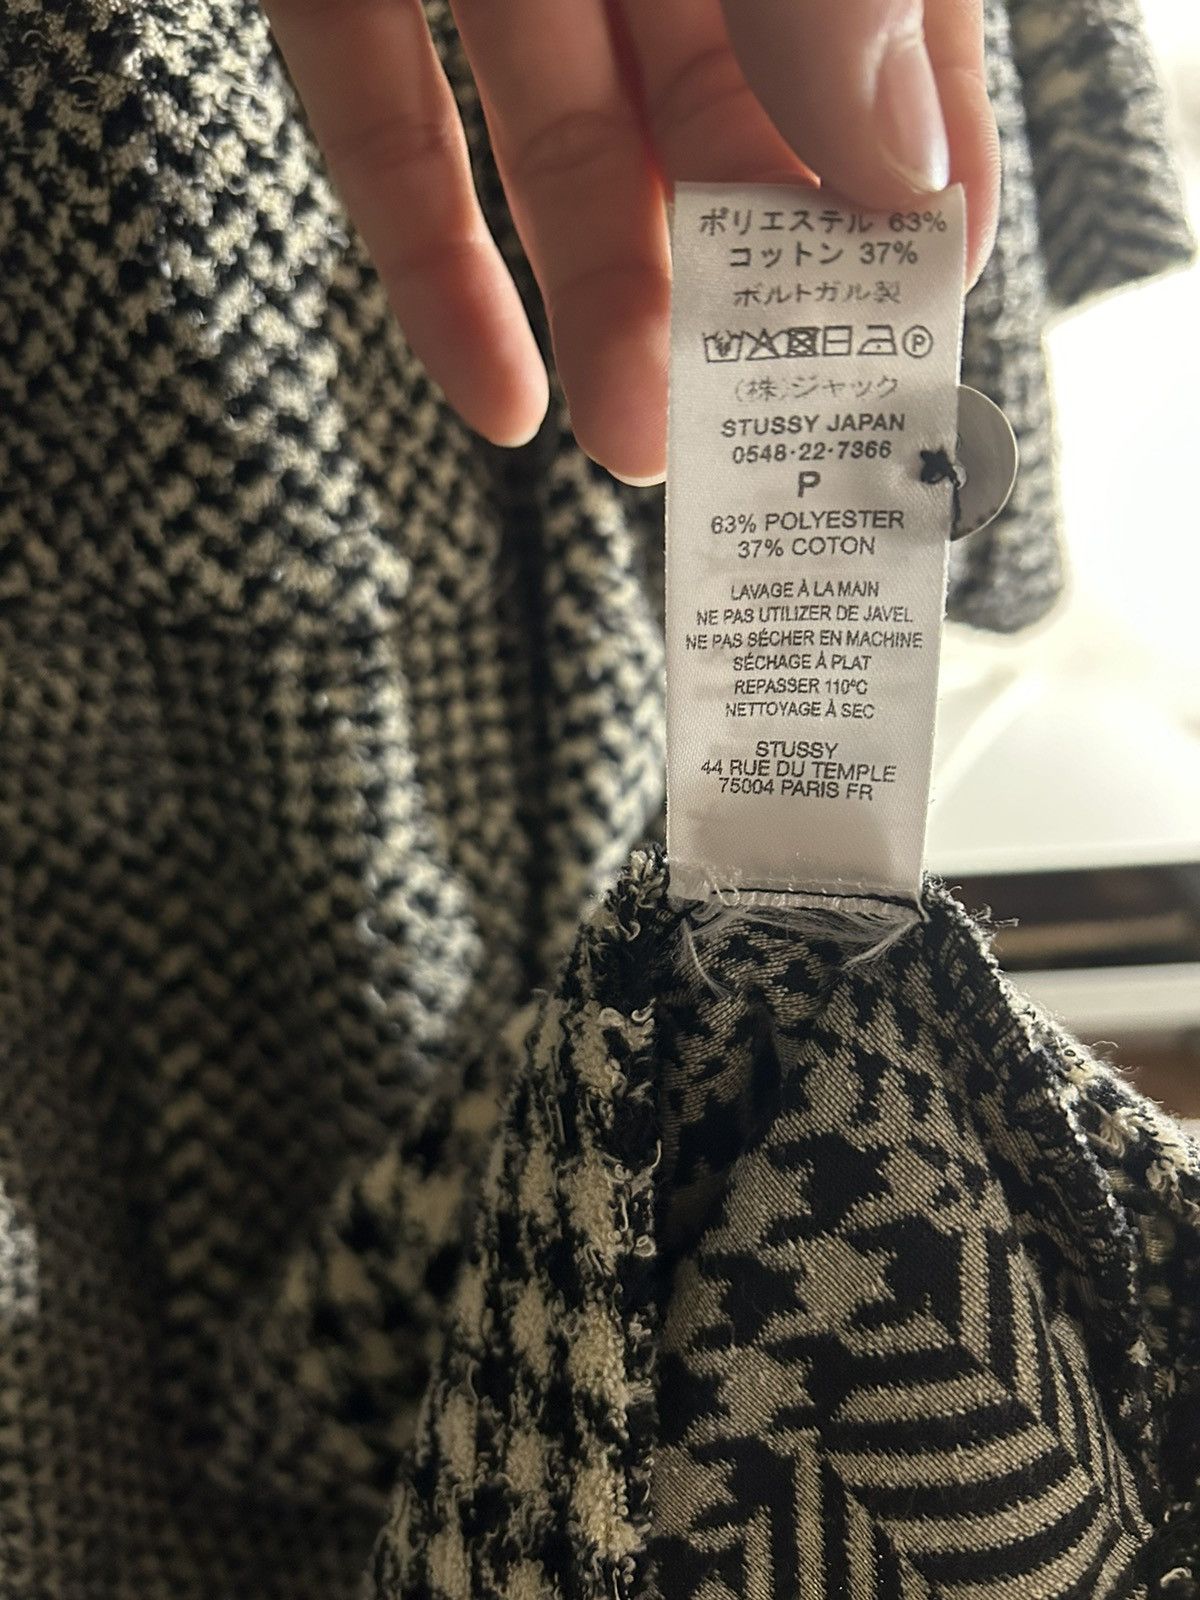 ポリエステル 63%
コットン 37%
ポルトガル製
(株)ジャック
STUSSY JAPAN
0548-22-7366
P
63% POLYESTER
37% COTON
LAVAGE À LA MAIN
NE PAS UTILIZER DE JAVEL
NE PAS SÉCHER EN MACHINE
SÉCHAGE À PLAT
REPASSER 110ºC
NETTOYAGE À SEC
STUSSY
44 RUE DU TEMPLE
75004 PARIS FR